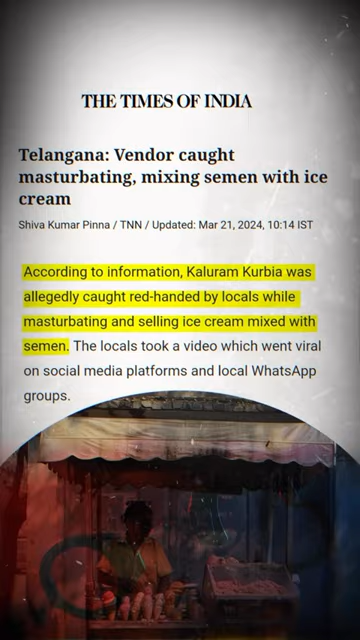 THE TIMES OF INDIA
Telangana: Vendor caught
masturbating, mixing semen with ice
cream
Shiva Kumar Pinna / TNN / Updated: Mar 21, 2024, 10:14 IST
According to information, Kaluram Kurbia was
allegedly caught red-handed by locals while
masturbating and selling ice cream mixed with
semen. The locals took a video which went viral
on social media platforms and local WhatsApp
groups.